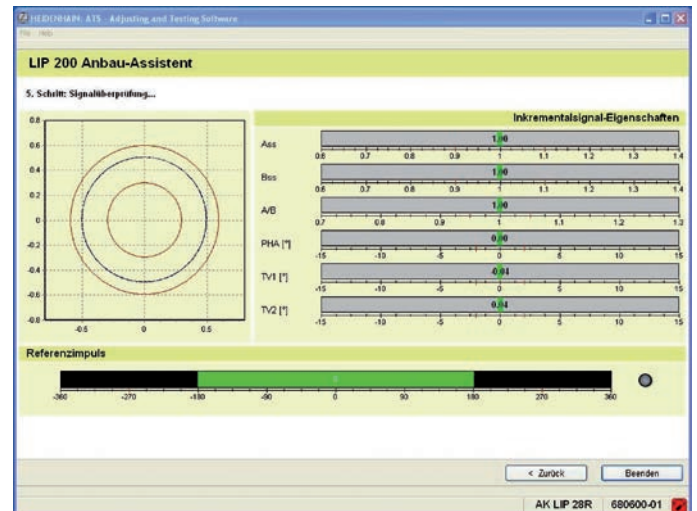 HEIDENHAIN: ATS - Adjusting and Testing Software
File Help
LIP 200 Anbau-Assistent
5. Schritt: Signalüberprüfung...
Inkrementalsignal-Eigenschaften
0.8
0.6
0.4
0.2
0
-0.2
-0.4
-0.6
-0.8
-0.5 0 0.5
Ass 1.00
0.6 0.7 0.8 0.9 1 1.1 1.2 1.3 1.4
Bss 1.00
0.6 0.7 0.8 0.9 1 1.1 1.2 1.3 1.4
A/B 1.00
0.7 0.8 0.9 1 1.1 1.2 1.3
PHA [°] 0.00
-15 -10 -5 0 5 10 15
TV1 [°] -0.04
-15 -10 -5 0 5 10 15
TV2 [°] 0.04
-15 -10 -5 0 5 10 15
Referenzimpuls
0
-360 -270 -180 -90 0 90 180 270 360
< Zurück Beenden
AK LIP 28R 680600-01